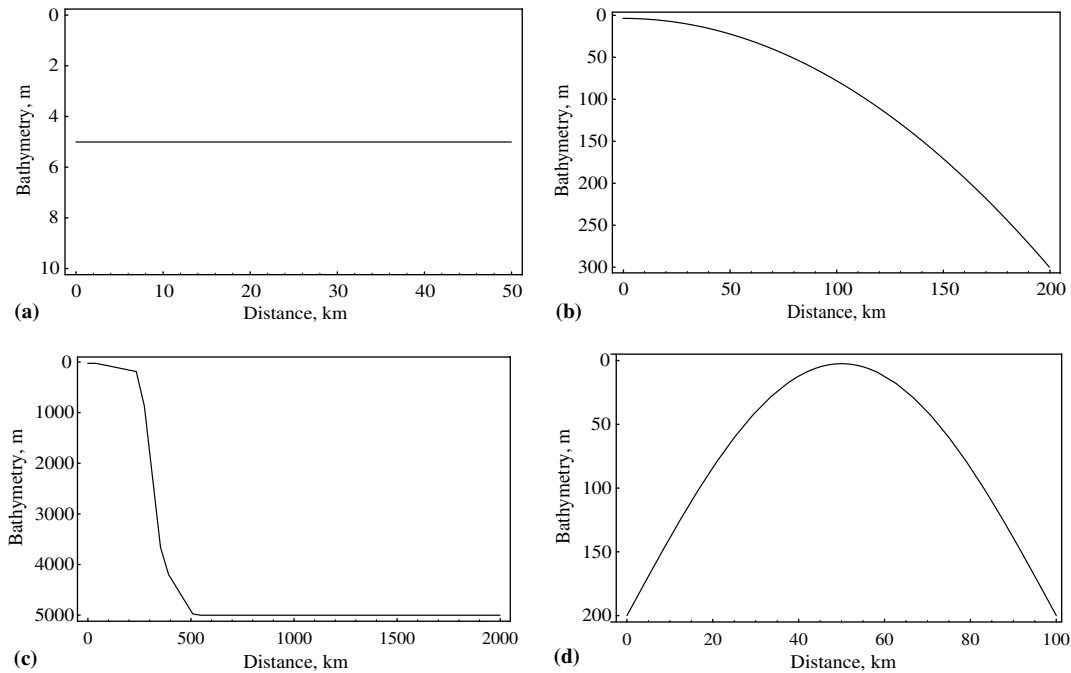 0
2
4
6
8
10
Bathymetry, m
0 10 20 30 40 50
Distance, km
(a)
0
50
100
150
200
250
300
Bathymetry, m
0 50 100 150 200
Distance, km
(b)
0
1000
2000
3000
4000
5000
Bathymetry, m
0 500 1000 1500 2000
Distance, km
(c)
0
50
100
150
200
Bathymetry, m
0 20 40 60 80 100
Distance, km
(d)